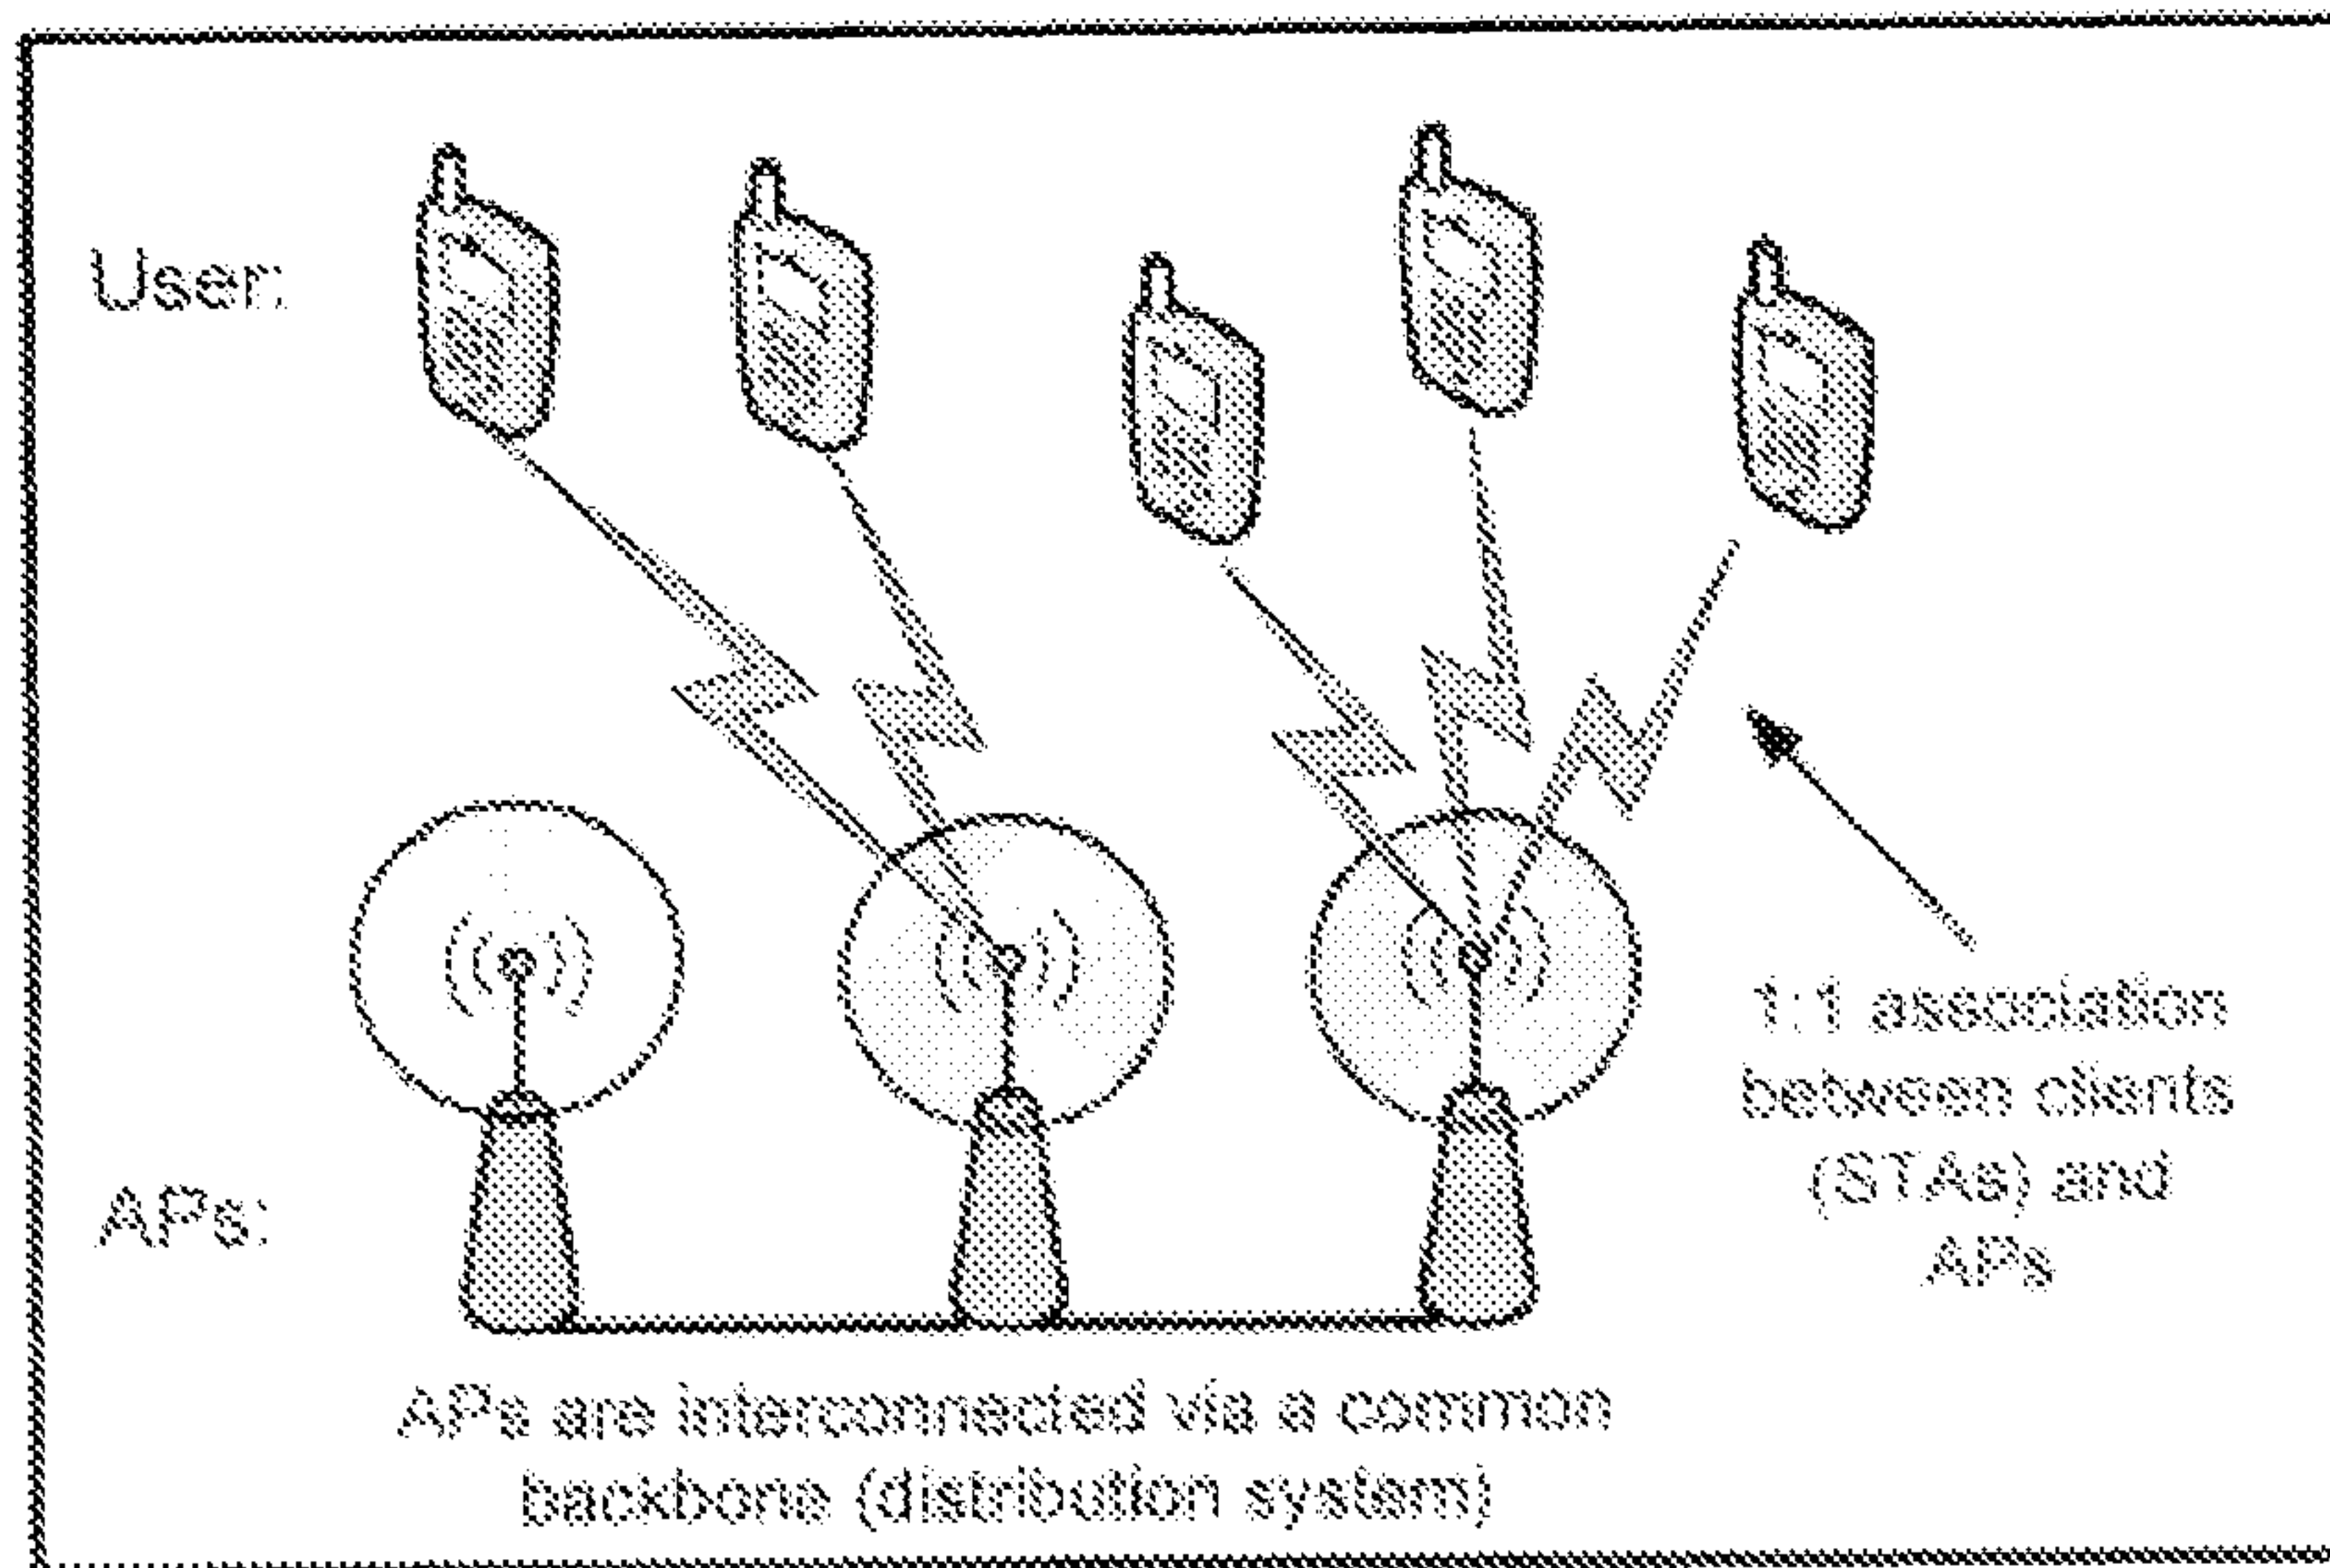 User:
1:1 association
between clients
(STAs) and
APs
APs:
APs are interconnected via a common
backbone (distribution system)